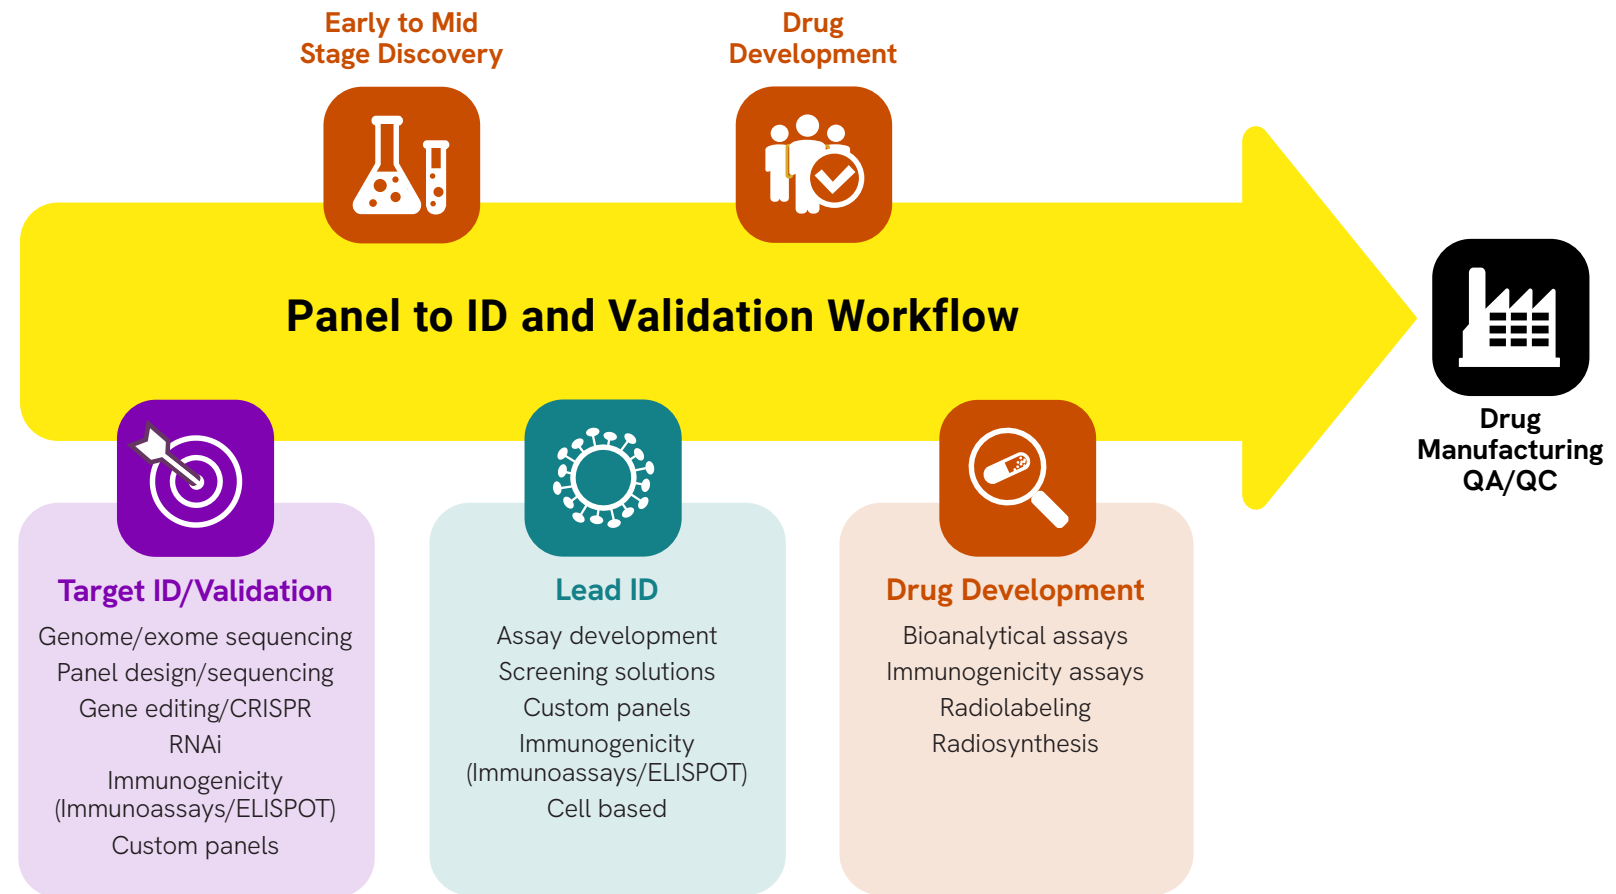 Early to Mid
Stage Discovery
Drug
Development
Panel to ID and Validation Workflow
Drug
Manufacturing
QA/QC
Target ID/Validation
Genome/exome sequencing
Panel design/sequencing
Gene editing/CRISPR
RNAi
Immunogenicity
(Immunoassays/ELISPOT)
Custom panels
Lead ID
Assay development
Screening solutions
Custom panels
Immunogenicity
(Immunoassays/ELISPOT)
Cell based
Drug Development
Bioanalytical assays
Immunogenicity assays
Radiolabeling
Radiosynthesis